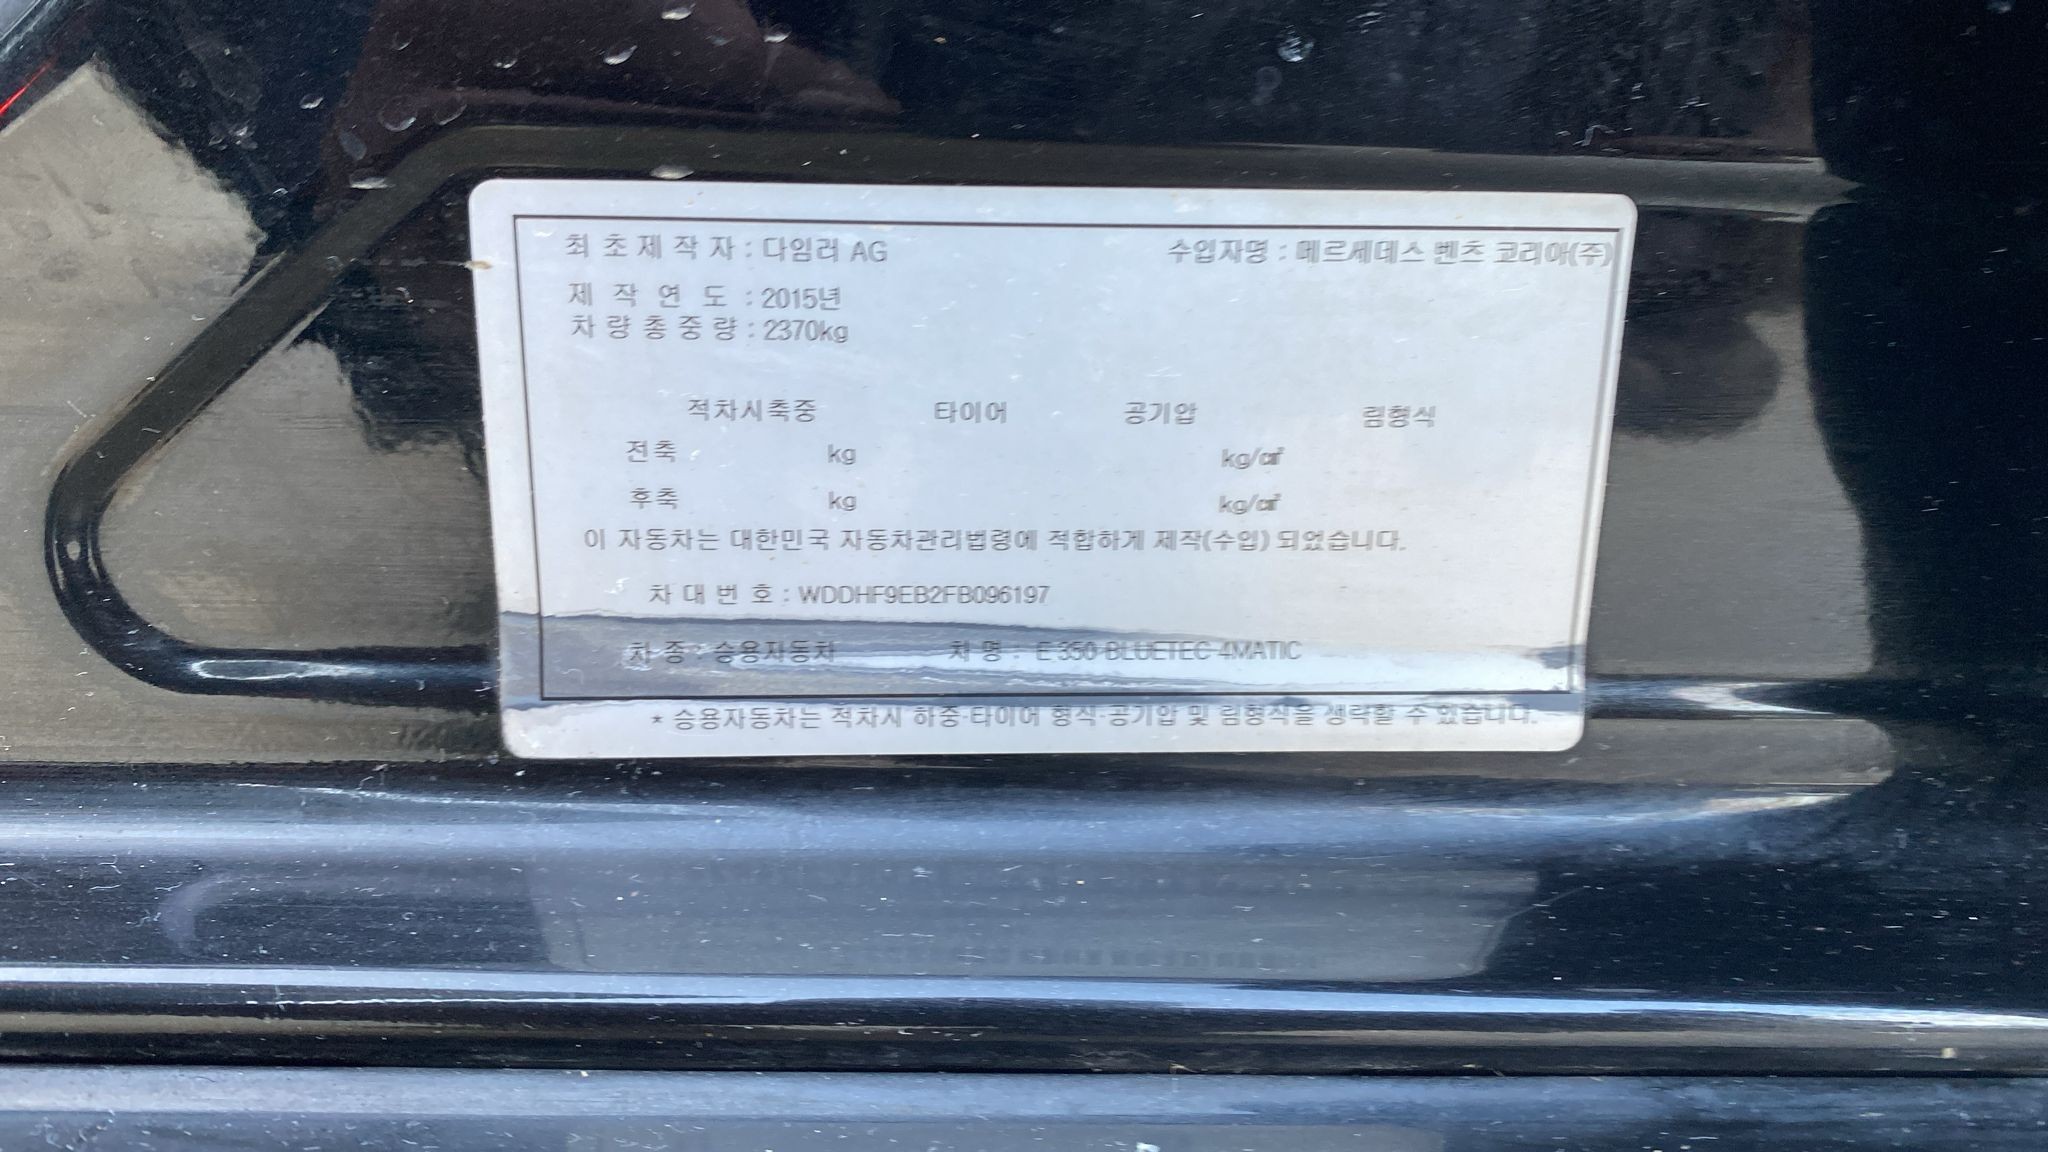 최 초 제 작 자 : 다임러 AG 수입자명 : 메르세데스 벤츠 코리아(주)
제 작 연 도 : 2015년
차 량 총 중 량 : 2370kg
적차시축중 타이어 공기압 림형식
전축 kg kg/㎠
후축 kg kg/㎠
이 자동차는 대한민국 자동차관리법령에 적합하게 제작(수입) 되었습니다.
차 대 번 호 : WDDHF9EB2FB096197
차 종 : 승용자동차 차 명 : E 350 BLUETEC 4MATIC
* 승용자동차는 적차시 하중·타이어 형식·공기압 및 림형식을 생략할 수 있습니다.